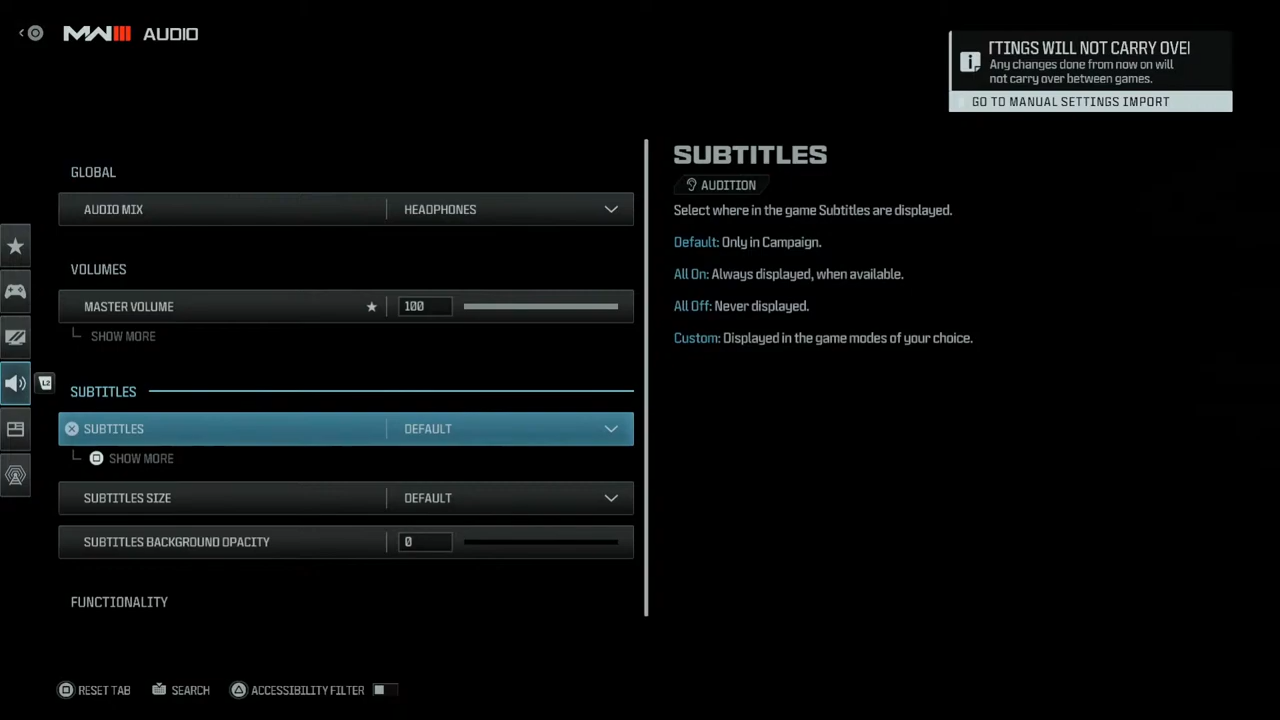 MWIII AUDIO
TTINGS WILL NOT CARRY OVE
Any changes done from now on will
not carry over between games.
GO TO MANUAL SETTINGS IMPORT
GLOBAL
AUDIO MIX HEADPHONES
VOLUMES
MASTER VOLUME 100
SHOW MORE
L2
SUBTITLES
SUBTITLES DEFAULT
SHOW MORE
SUBTITLES SIZE DEFAULT
SUBTITLES BACKGROUND OPACITY 0
FUNCTIONALITY
SUBTITLES
AUDITION
Select where in the game Subtitles are displayed.
Default: Only in Campaign.
All On: Always displayed, when available.
All Off: Never displayed.
Custom: Displayed in the game modes of your choice.
RESET TAB SEARCH ACCESSIBILITY FILTER